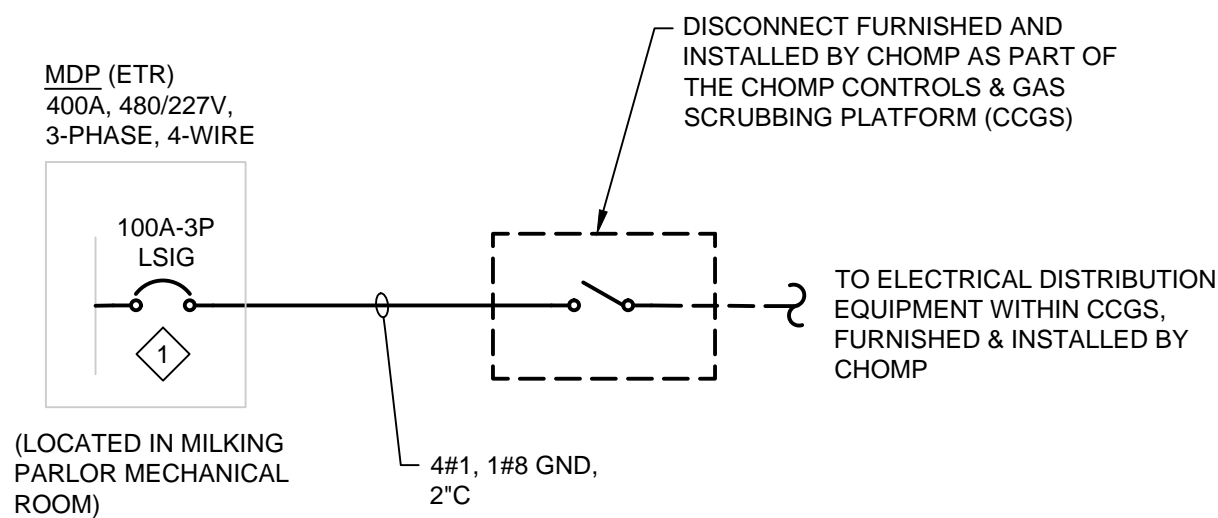 DISCONNECT FURNISHED AND
INSTALLED BY CHOMP AS PART OF
THE CHOMP CONTROLS & GAS
SCRUBBING PLATFORM (CCGS)
MDP (ETR)
400A, 480/227V,
3-PHASE, 4-WIRE
100A-3P
LSIG
1
TO ELECTRICAL DISTRIBUTION
EQUIPMENT WITHIN CCGS,
FURNISHED & INSTALLED BY
CHOMP
(LOCATED IN MILKING
PARLOR MECHANICAL
ROOM)
4#1, 1#8 GND,
2"C